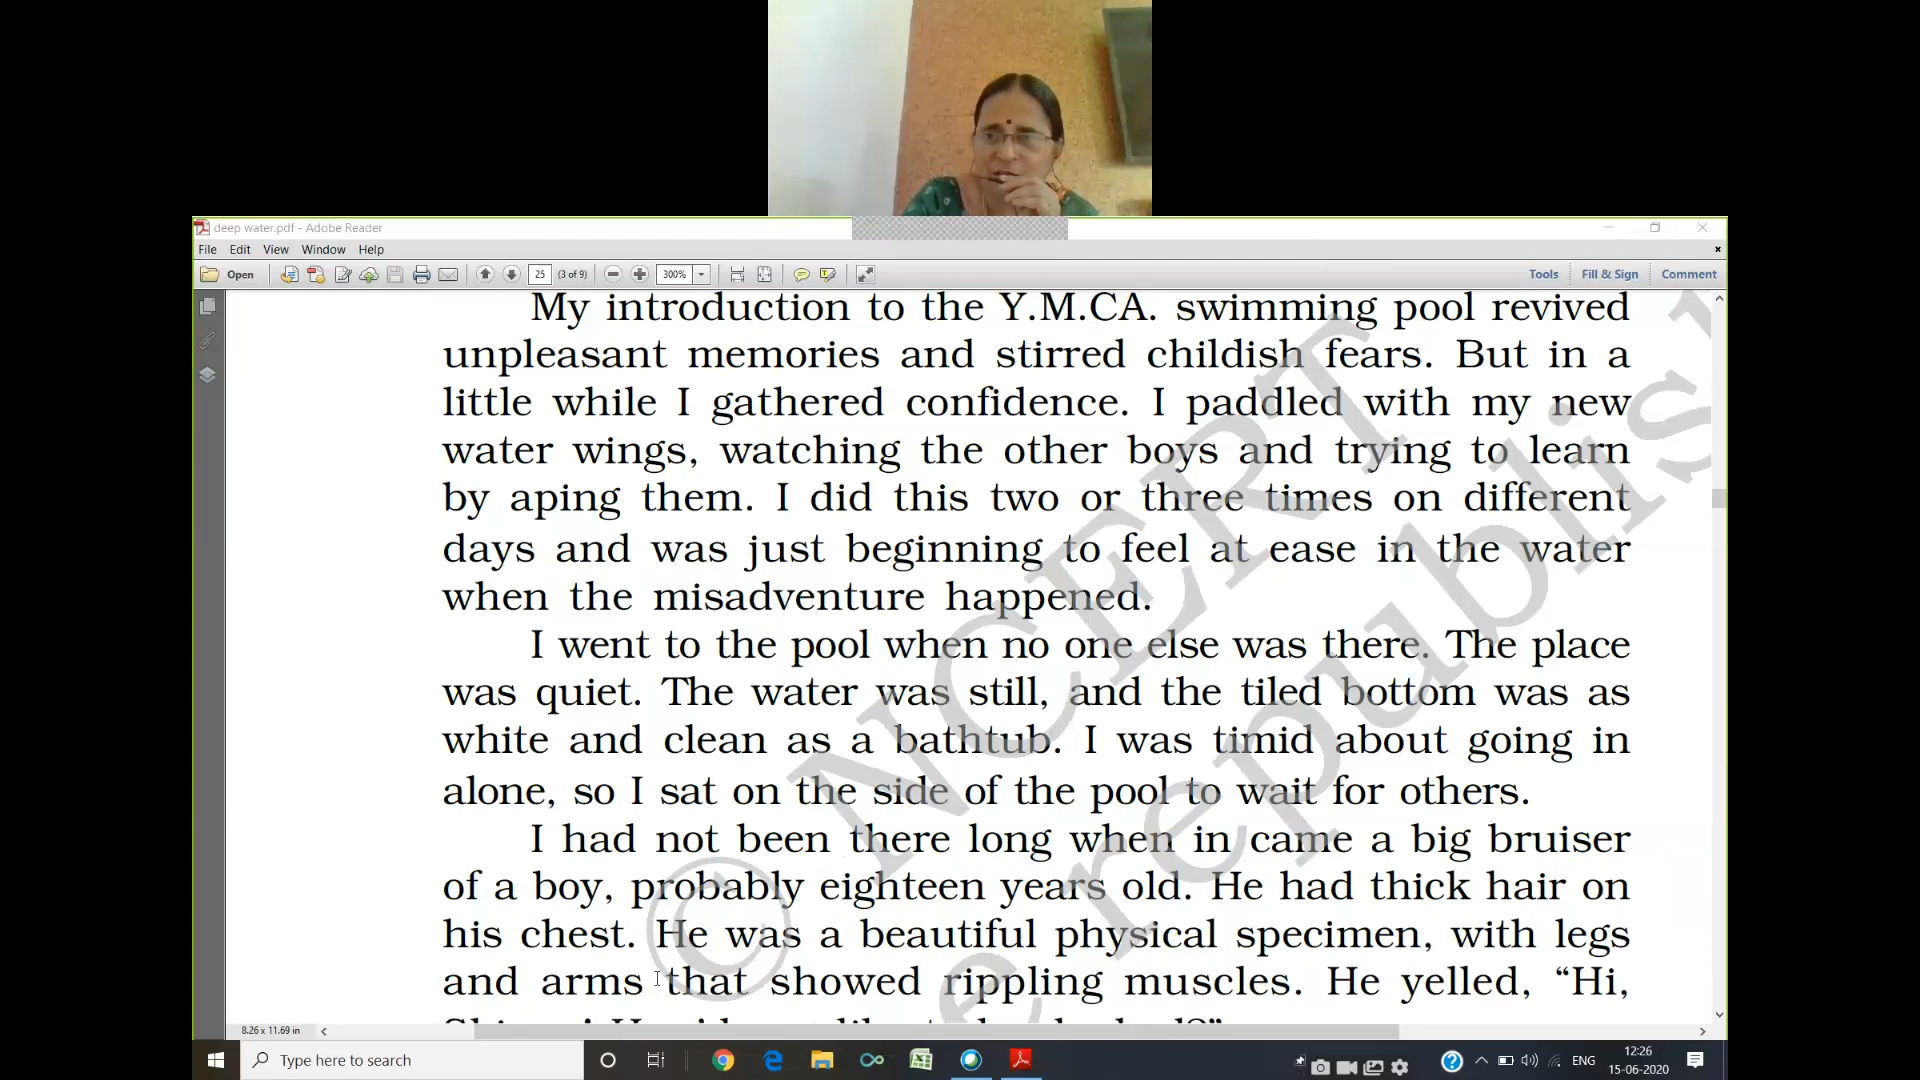 deep water.pdf - Adobe Reader
File Edit View Window Help
Open 25 (3 of 9) 300% Tools Fill & Sign Comment
My introduction to the Y.M.CA. swimming pool revived
unpleasant memories and stirred childish fears. But in a
little while I gathered confidence. I paddled with my new
water wings, watching the other boys and trying to learn
by aping them. I did this two or three times on different
days and was just beginning to feel at ease in the water
when the misadventure happened.
I went to the pool when no one else was there. The place
was quiet. The water was still, and the tiled bottom was as
white and clean as a bathtub. I was timid about going in
alone, so I sat on the side of the pool to wait for others.
I had not been there long when in came a big bruiser
of a boy, probably eighteen years old. He had thick hair on
his chest. He was a beautiful physical specimen, with legs
and arms that showed rippling muscles. He yelled, “Hi,
© NCERT
e republis
8.26 x 11.69 in
Type here to search
ENG
12:26
15-06-2020